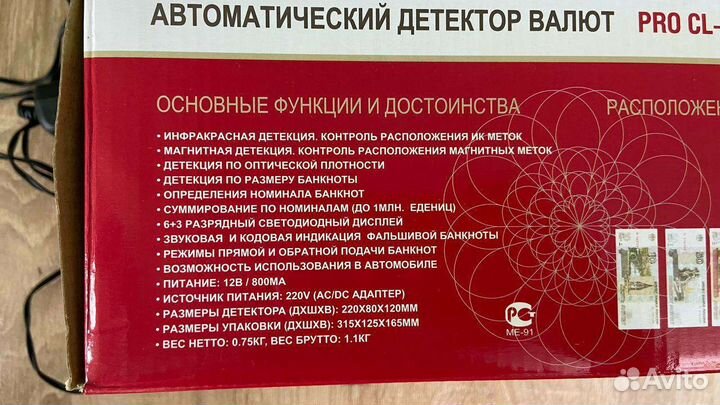 АВТОМАТИЧЕСКИЙ ДЕТЕКТОР ВАЛЮТ PRO CL-
ОСНОВНЫЕ ФУНКЦИИ И ДОСТОИНСТВА
РАСПОЛОЖЕН
• ИНФРАКРАСНАЯ ДЕТЕКЦИЯ. КОНТРОЛЬ РАСПОЛОЖЕНИЯ ИК МЕТОК
• МАГНИТНАЯ ДЕТЕКЦИЯ. КОНТРОЛЬ РАСПОЛОЖЕНИЯ МАГНИТНЫХ МЕТОК
• ДЕТЕКЦИЯ ПО ОПТИЧЕСКОЙ ПЛОТНОСТИ
• ДЕТЕКЦИЯ ПО РАЗМЕРУ БАНКНОТЫ
• ОПРЕДЕЛЕНИЯ НОМИНАЛА БАНКНОТ
• СУММИРОВАНИЕ ПО НОМИНАЛАМ (ДО 1МЛН. ЕДЕНИЦ)
• 6+3 РАЗРЯДНЫЙ СВЕТОДИОДНЫЙ ДИСПЛЕЙ
• ЗВУКОВАЯ И КОДОВАЯ ИНДИКАЦИЯ ФАЛЬШИВОЙ БАНКНОТЫ
• РЕЖИМЫ ПРЯМОЙ И ОБРАТНОЙ ПОДАЧИ БАНКНОТ
• ВОЗМОЖНОСТЬ ИСПОЛЬЗОВАНИЯ В АВТОМОБИЛЕ
• ПИТАНИЕ: 12В / 800МА
• ИСТОЧНИК ПИТАНИЯ: 220V (AC/DC АДАПТЕР)
• РАЗМЕРЫ ДЕТЕКТОРА (ДХШХВ): 220Х80Х120ММ
• РАЗМЕРЫ УПАКОВКИ (ДХШХВ): 315Х125Х165ММ
• ВЕС НЕТТО: 0.75КГ, ВЕС БРУТТО: 1.1КГ
МЕ-91
Avito